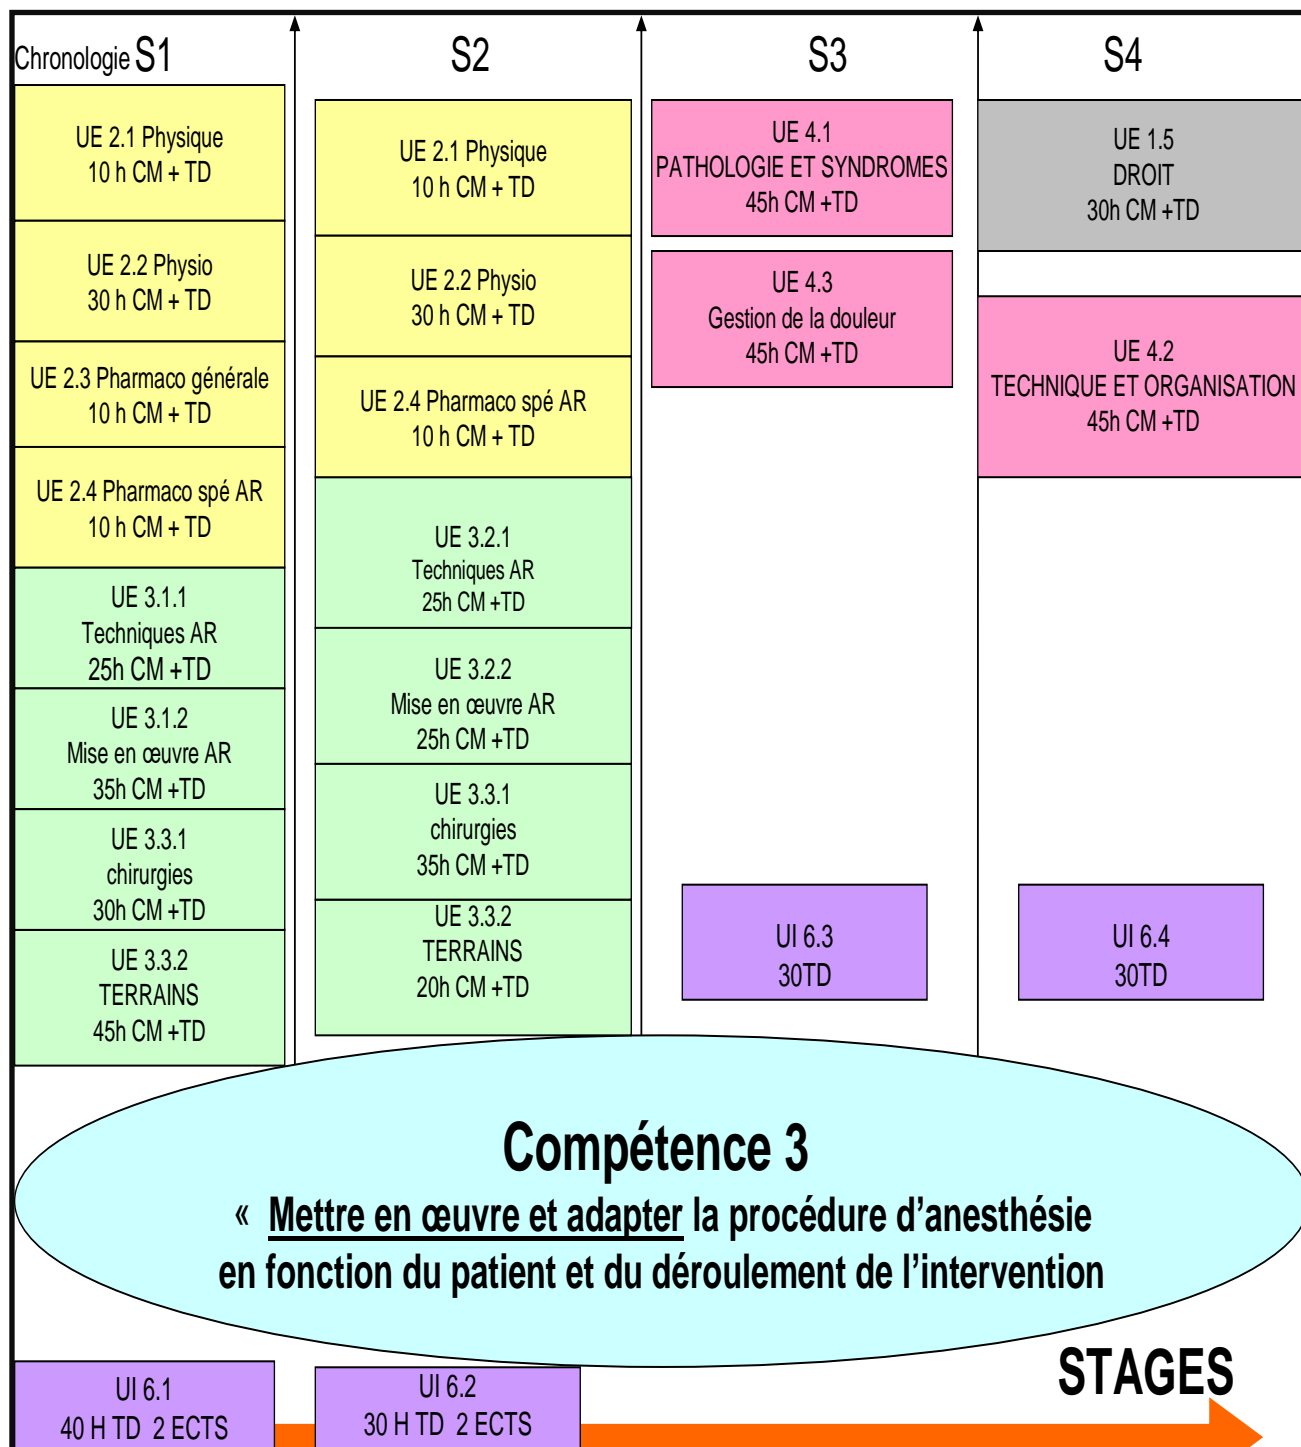 Chronologie S1
S2
S3
S4
UE 2.1 Physique
10 h CM + TD
UE 2.2 Physio
30 h CM + TD
UE 2.3 Pharmaco générale
10 h CM + TD
UE 2.4 Pharmaco spé AR
10 h CM + TD
UE 3.1.1
Techniques AR
25h CM +TD
UE 3.1.2
Mise en œuvre AR
35h CM +TD
UE 3.3.1
chirurgies
30h CM +TD
UE 3.3.2
TERRAINS
45h CM +TD
UE 2.1 Physique
10 h CM + TD
UE 2.2 Physio
30 h CM + TD
UE 2.4 Pharmaco spé AR
10 h CM + TD
UE 3.2.1
Techniques AR
25h CM +TD
UE 3.2.2
Mise en œuvre AR
25h CM +TD
UE 3.3.1
chirurgies
35h CM +TD
UE 3.3.2
TERRAINS
20h CM +TD
UE 4.1
PATHOLOGIE ET SYNDROMES
45h CM +TD
UE 4.3
Gestion de la douleur
45h CM +TD
UI 6.3
30TD
UE 1.5
DROIT
30h CM +TD
UE 4.2
TECHNIQUE ET ORGANISATION
45h CM +TD
UI 6.4
30TD
Compétence 3
« Mettre en œuvre et adapter la procédure d’anesthésie
en fonction du patient et du déroulement de l’intervention
STAGES
UI 6.1
40 H TD 2 ECTS
UI 6.2
30 H TD 2 ECTS